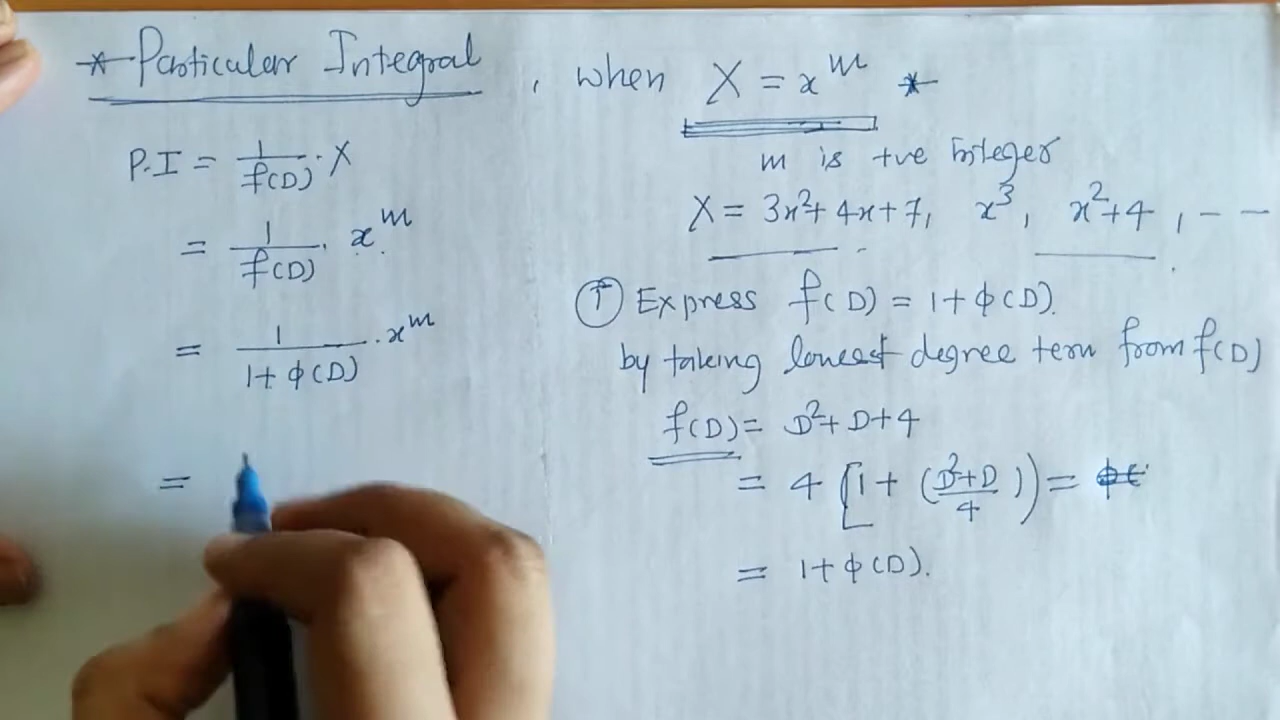 * Particular Integral , when X = x^m *
P.I = 1/f(D) . X
= 1/f(D) . x^m
= 1/1+ φ(D) . x^m
=
m is +ve Integer
X = 3x²+ 4x+7, x³, x²+4 , - -
① Express f(D) = 1+ φ(D).
by taking lowest degree term from f(D)
f(D) = D²+ D+4
= 4 [1+ (D²+D/4)) =
= 1+ φ(D).